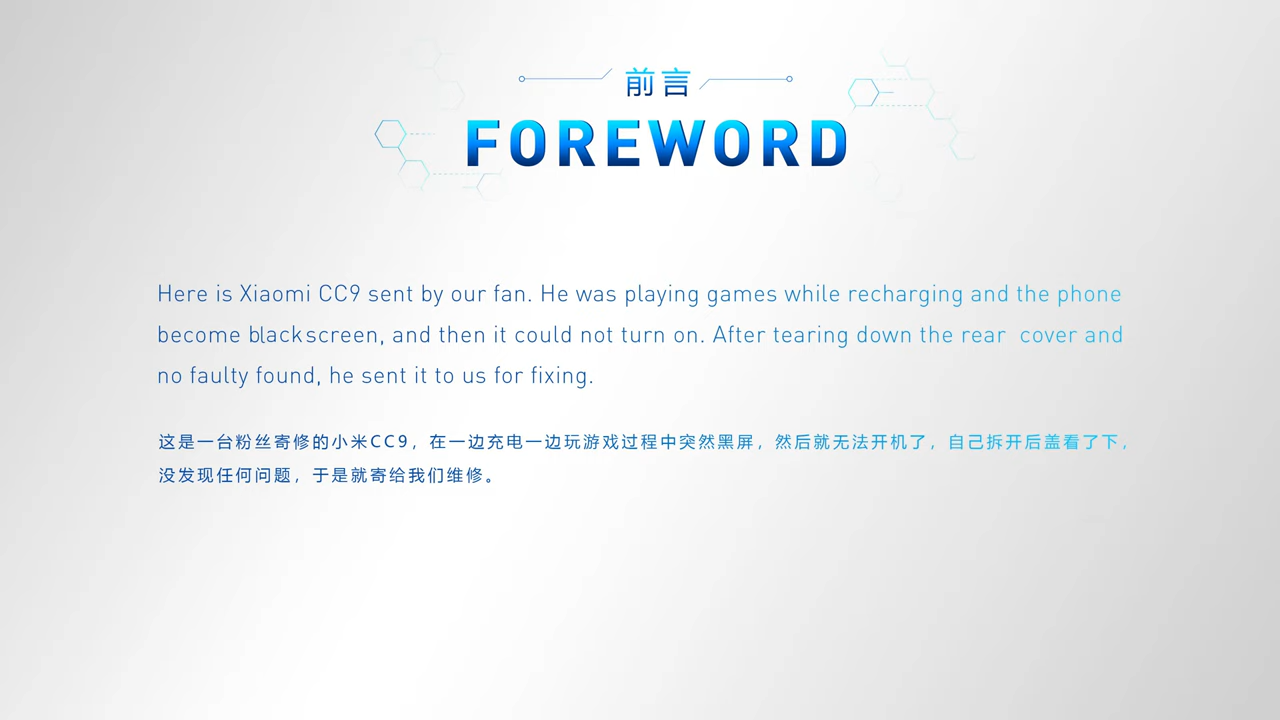 前言
FOREWORD
Here is Xiaomi CC9 sent by our fan. He was playing games while recharging and the phone
become blackscreen, and then it could not turn on. After tearing down the rear cover and
no faulty found, he sent it to us for fixing.
这是一台粉丝寄修的小米CC9，在一边充电一边玩游戏过程中突然黑屏，然后就无法开机了，自己拆开后盖看了下，
没发现任何问题，于是就寄给我们维修。